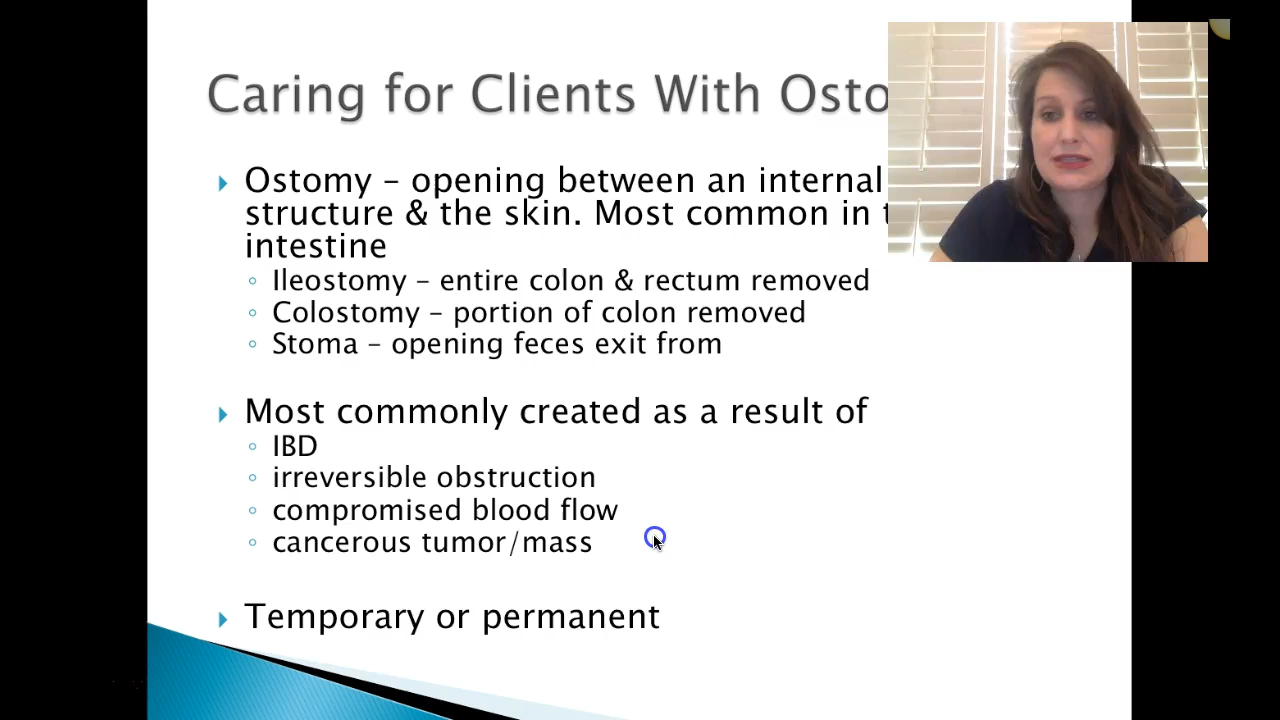 Caring for Clients With Osto
Ostomy – opening between an internal
structure & the skin. Most common in
intestine
Ileostomy – entire colon & rectum removed
Colostomy – portion of colon removed
Stoma – opening feces exit from
Most commonly created as a result of
IBD
irreversible obstruction
compromised blood flow
cancerous tumor/mass
Temporary or permanent